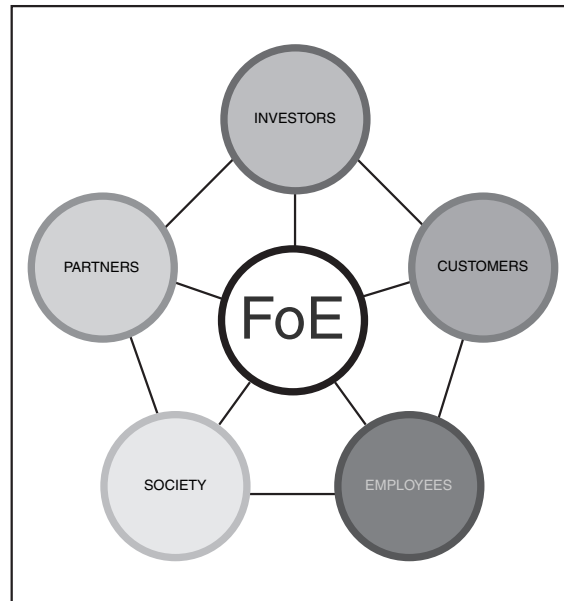 INVESTORS
PARTNERS
CUSTOMERS
FoE
SOCIETY
EMPLOYEES